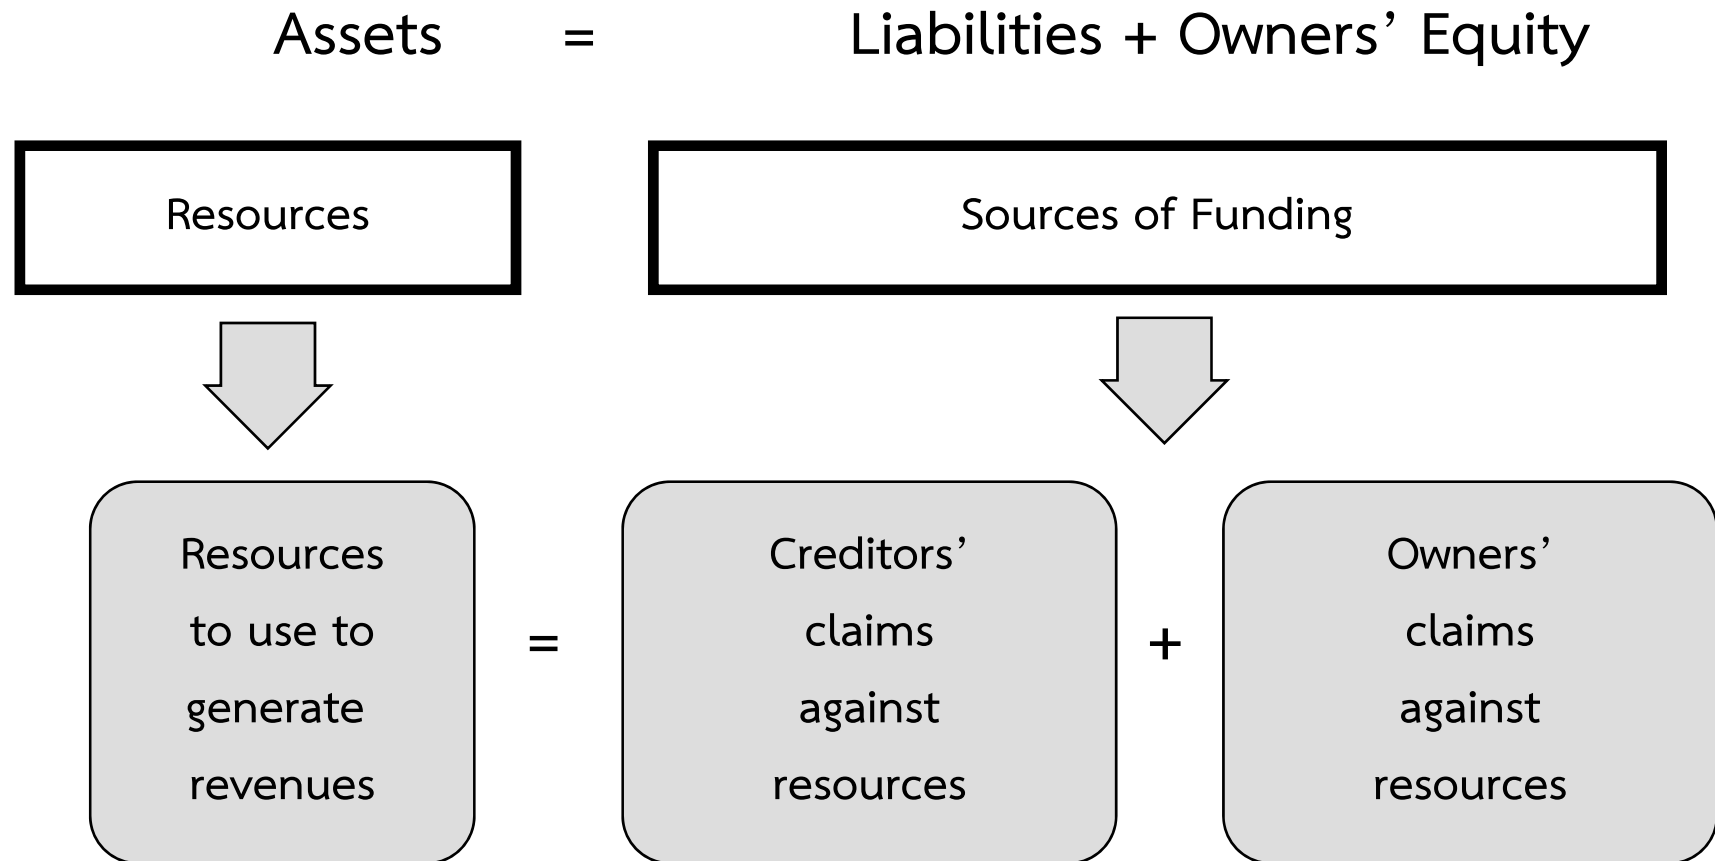 Assets = Liabilities + Owners’ Equity
Resources
Sources of Funding
Resources
to use to
generate
revenues
=
Creditors’
claims
against
resources
+
Owners’
claims
against
resources